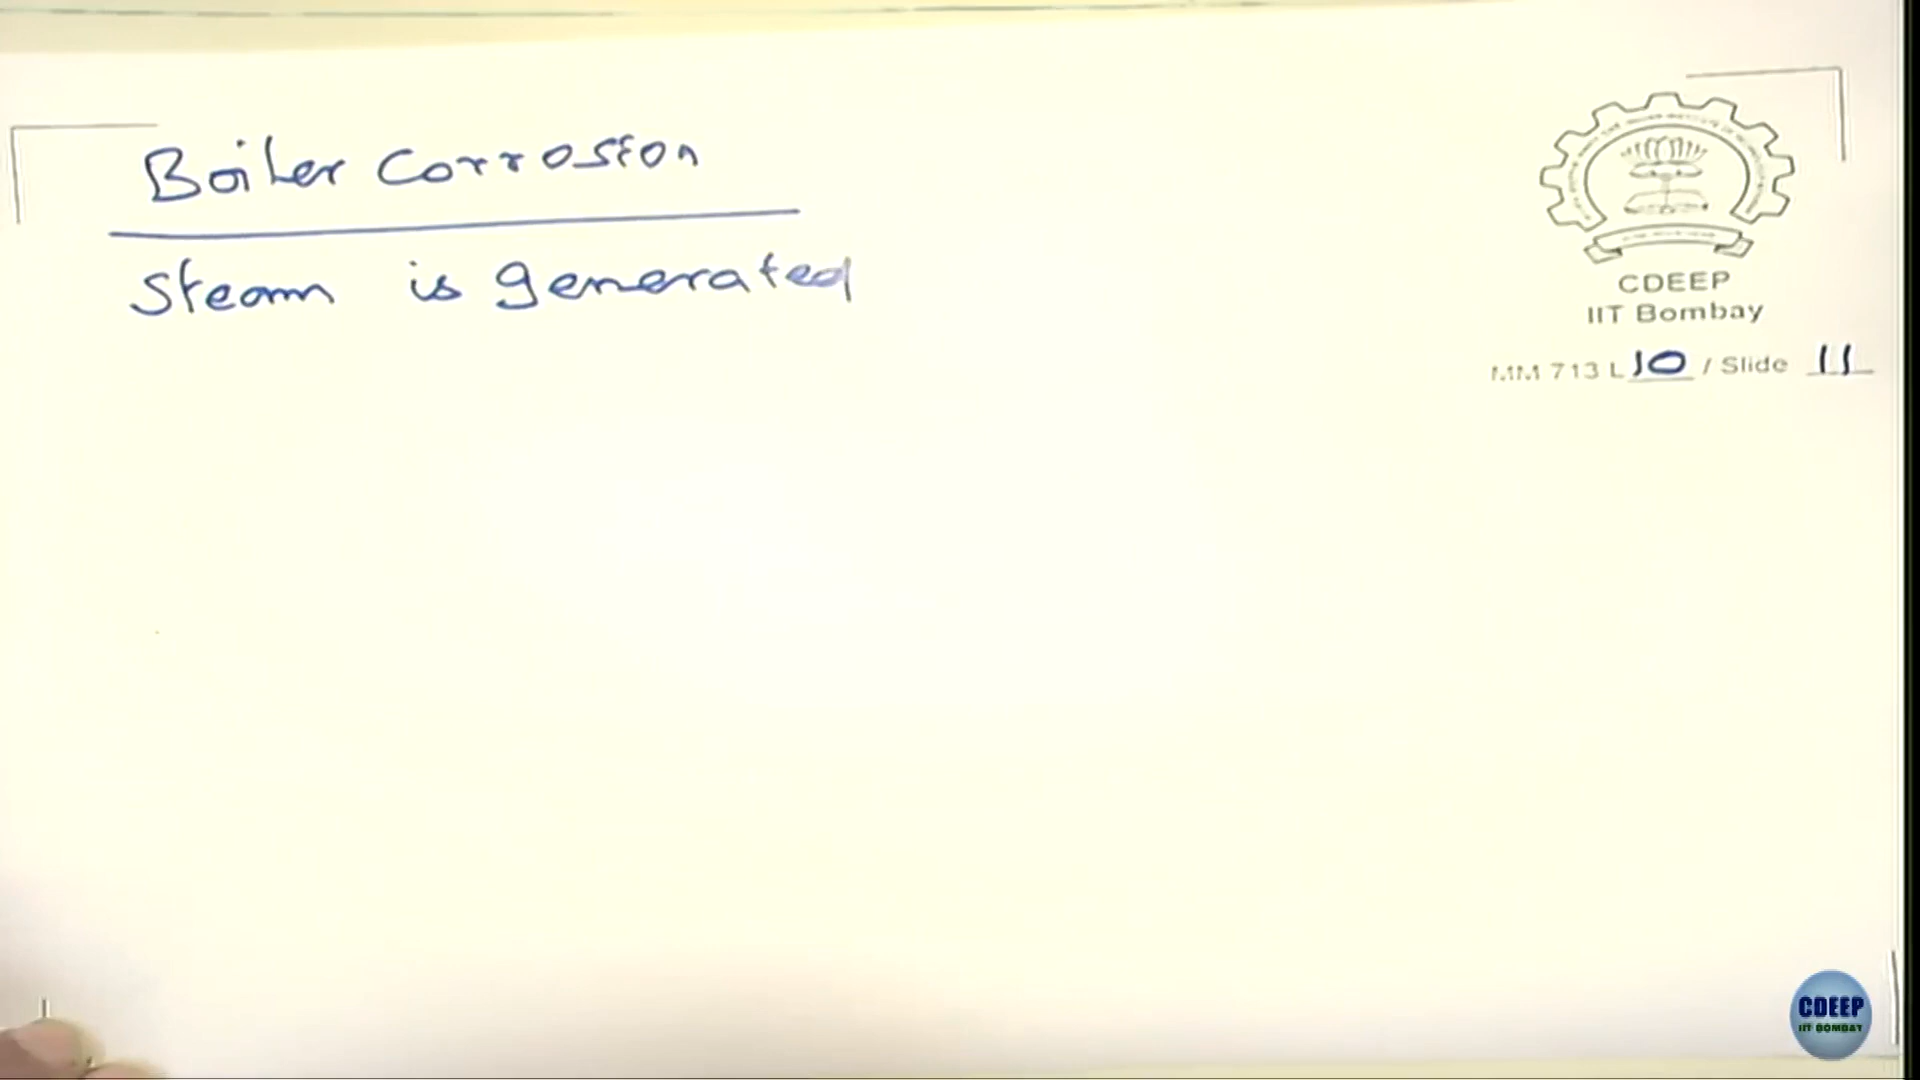 Boiler corrosion
steam is generated
CDEEP
IIT Bombay
MM 713 L 10 / Slide 11
CDEEP
IIT BOMBAY